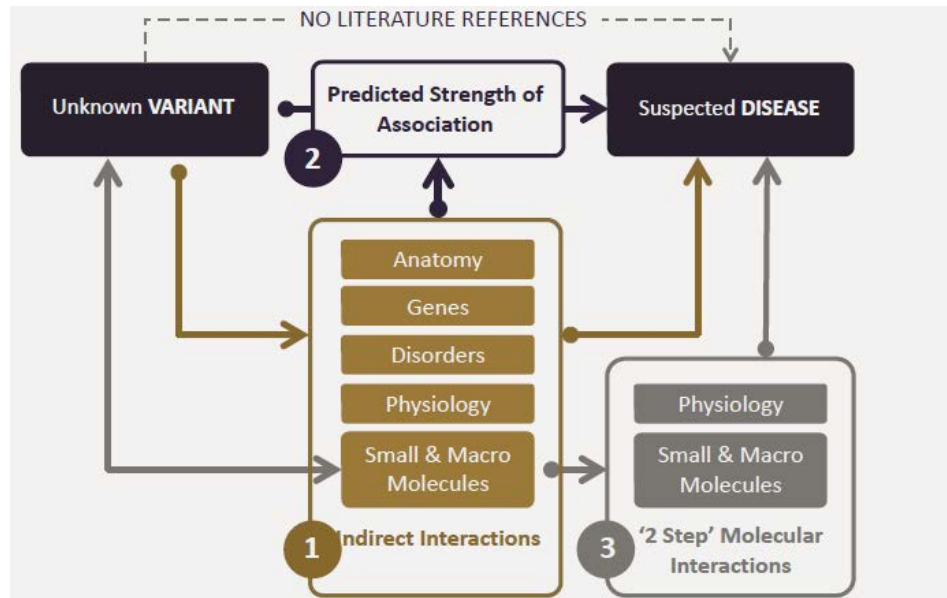 NO LITERATURE REFERENCES
Unknown VARIANT
Predicted Strength of
Association
Suspected DISEASE
2
Anatomy
Genes
Disorders
Physiology
Small & Macro
Molecules
1
Indirect Interactions
Physiology
Small & Macro
Molecules
3
‘2 Step’ Molecular
Interactions